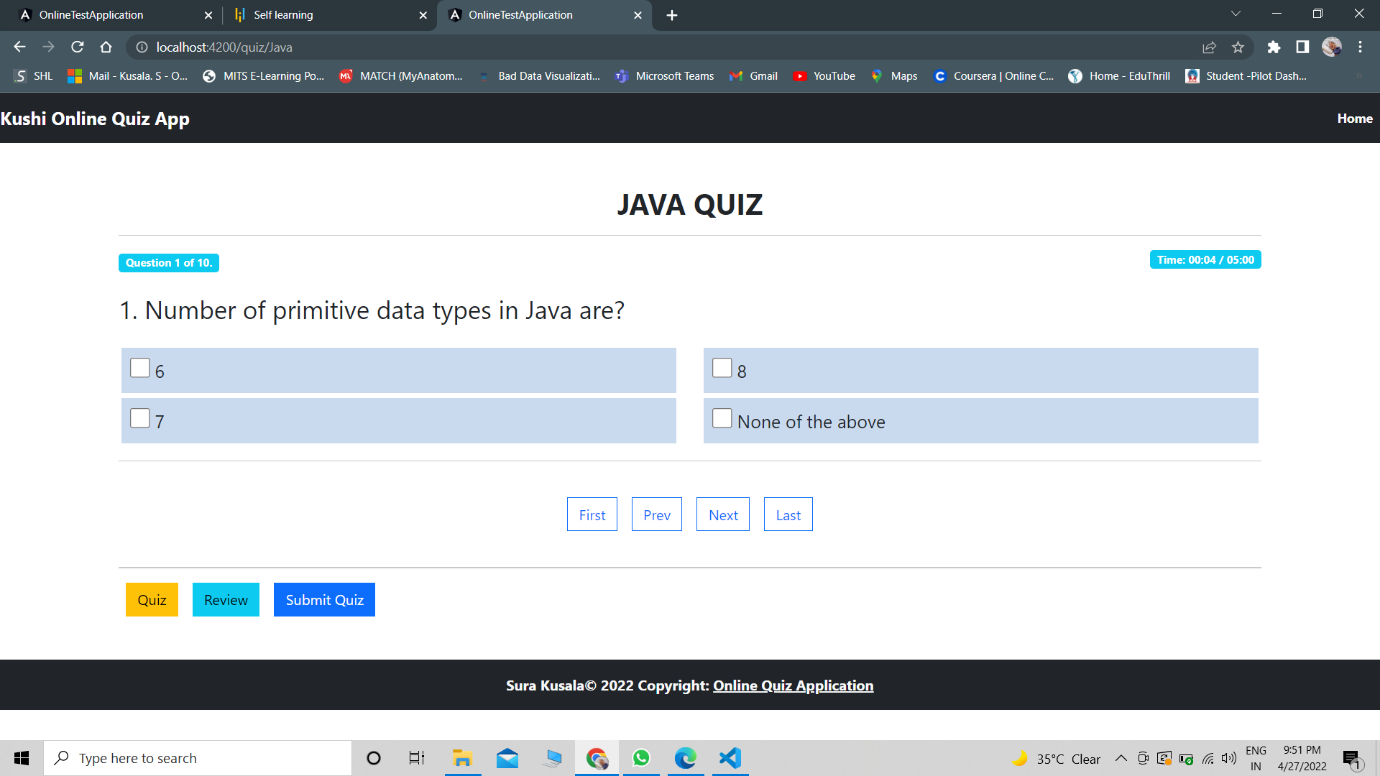 OnlineTestApplication
Self learning
OnlineTestApplication
localhost:4200/quiz/Java
SHL
Mail - Kusala. S - O...
MITS E-Learning Po...
MATCH (MyAnatom...
Bad Data Visualizati...
Microsoft Teams
Gmail
YouTube
Maps
Coursera | Online C...
Home - EduThrill
Student -Pilot Dash...
Kushi Online Quiz App
Home
JAVA QUIZ
Question 1 of 10.
Time: 00:04 / 05:00
1. Number of primitive data types in Java are?
6
8
7
None of the above
First
Prev
Next
Last
Quiz
Review
Submit Quiz
Sura Kusala© 2022 Copyright: Online Quiz Application
Type here to search
35°C Clear
ENG
IN
9:51 PM
4/27/2022
1